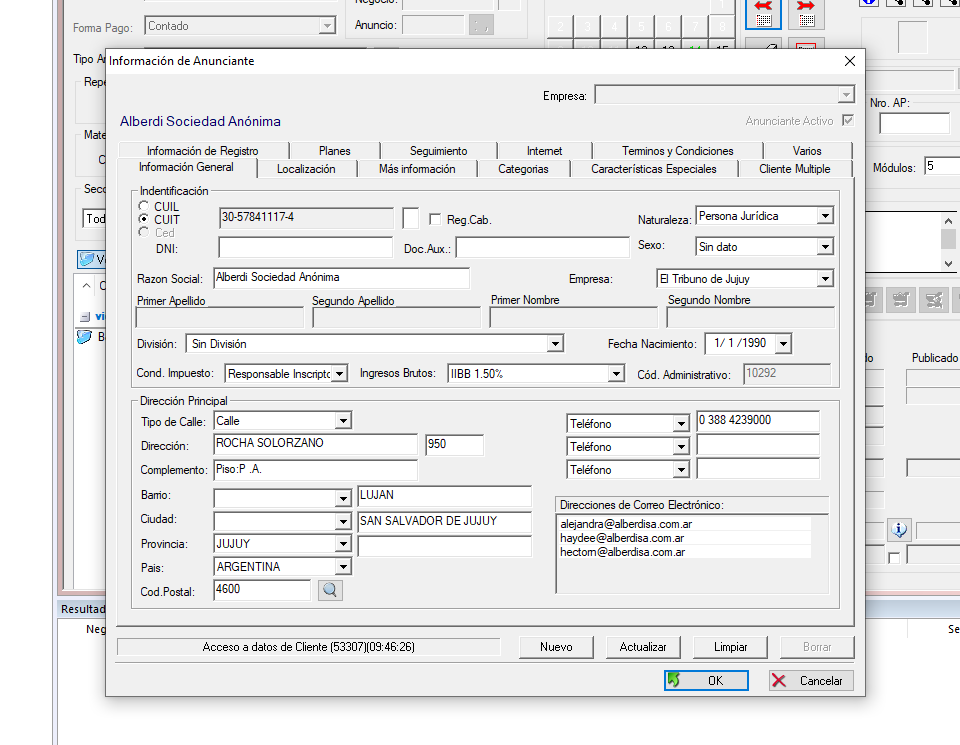 Negocio:
Forma Pago: Contado
Anuncio:
1
2 3 4 5 6 7 8
Nro. AP:
Módulos: 5
Tod
Resultad
Publicado
Información de Anunciante
Empresa:
Alberdi Sociedad Anónima
Anunciante Activo
Información de Registro Planes Seguimiento Internet Terminos y Condiciones Varios
Información General Localización Más información Categorias Características Especiales Cliente Multiple
Indentificación
CUIL
CUIT 30-57841117-4 Reg.Cab. Naturaleza: Persona Jurídica
Ced
DNI: Doc.Aux.: Sexo: Sin dato
Razon Social: Alberdi Sociedad Anónima Empresa: El Tribuno de Jujuy
Primer Apellido Segundo Apellido Primer Nombre Segundo Nombre
División: Sin División Fecha Nacimiento: 1/ 1 /1990
Cond. Impuesto: Responsable Inscripto Ingresos Brutos: IIBB 1.50% Cód. Administrativo: 10292
Dirección Principal
Tipo de Calle: Calle Teléfono 0 388 4239000
Dirección: ROCHA SOLORZANO 950 Teléfono
Complemento: Piso:P .A. Teléfono
Barrio: LUJAN
Ciudad: SAN SALVADOR DE JUJUY
Provincia: JUJUY
Pais: ARGENTINA
Cod.Postal: 4600
Direcciones de Correo Electrónico:
alejandra@alberdisa.com.ar
haydee@alberdisa.com.ar
hectorn@alberdisa.com.ar
Acceso a datos de Cliente (53307)(09:46:26) Nuevo Actualizar Limpiar Borrar
OK Cancelar